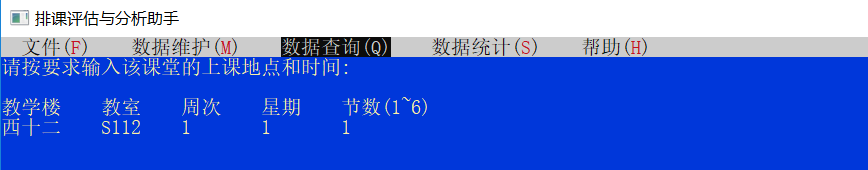 排课评估与分析助手
文件(F) 数据维护(M) 数据查询(Q) 数据统计(S) 帮助(H)
请按要求输入该课堂的上课地点和时间:
教学楼 教室 周次 星期 节数(1~6)
西十二 S112 1 1 1